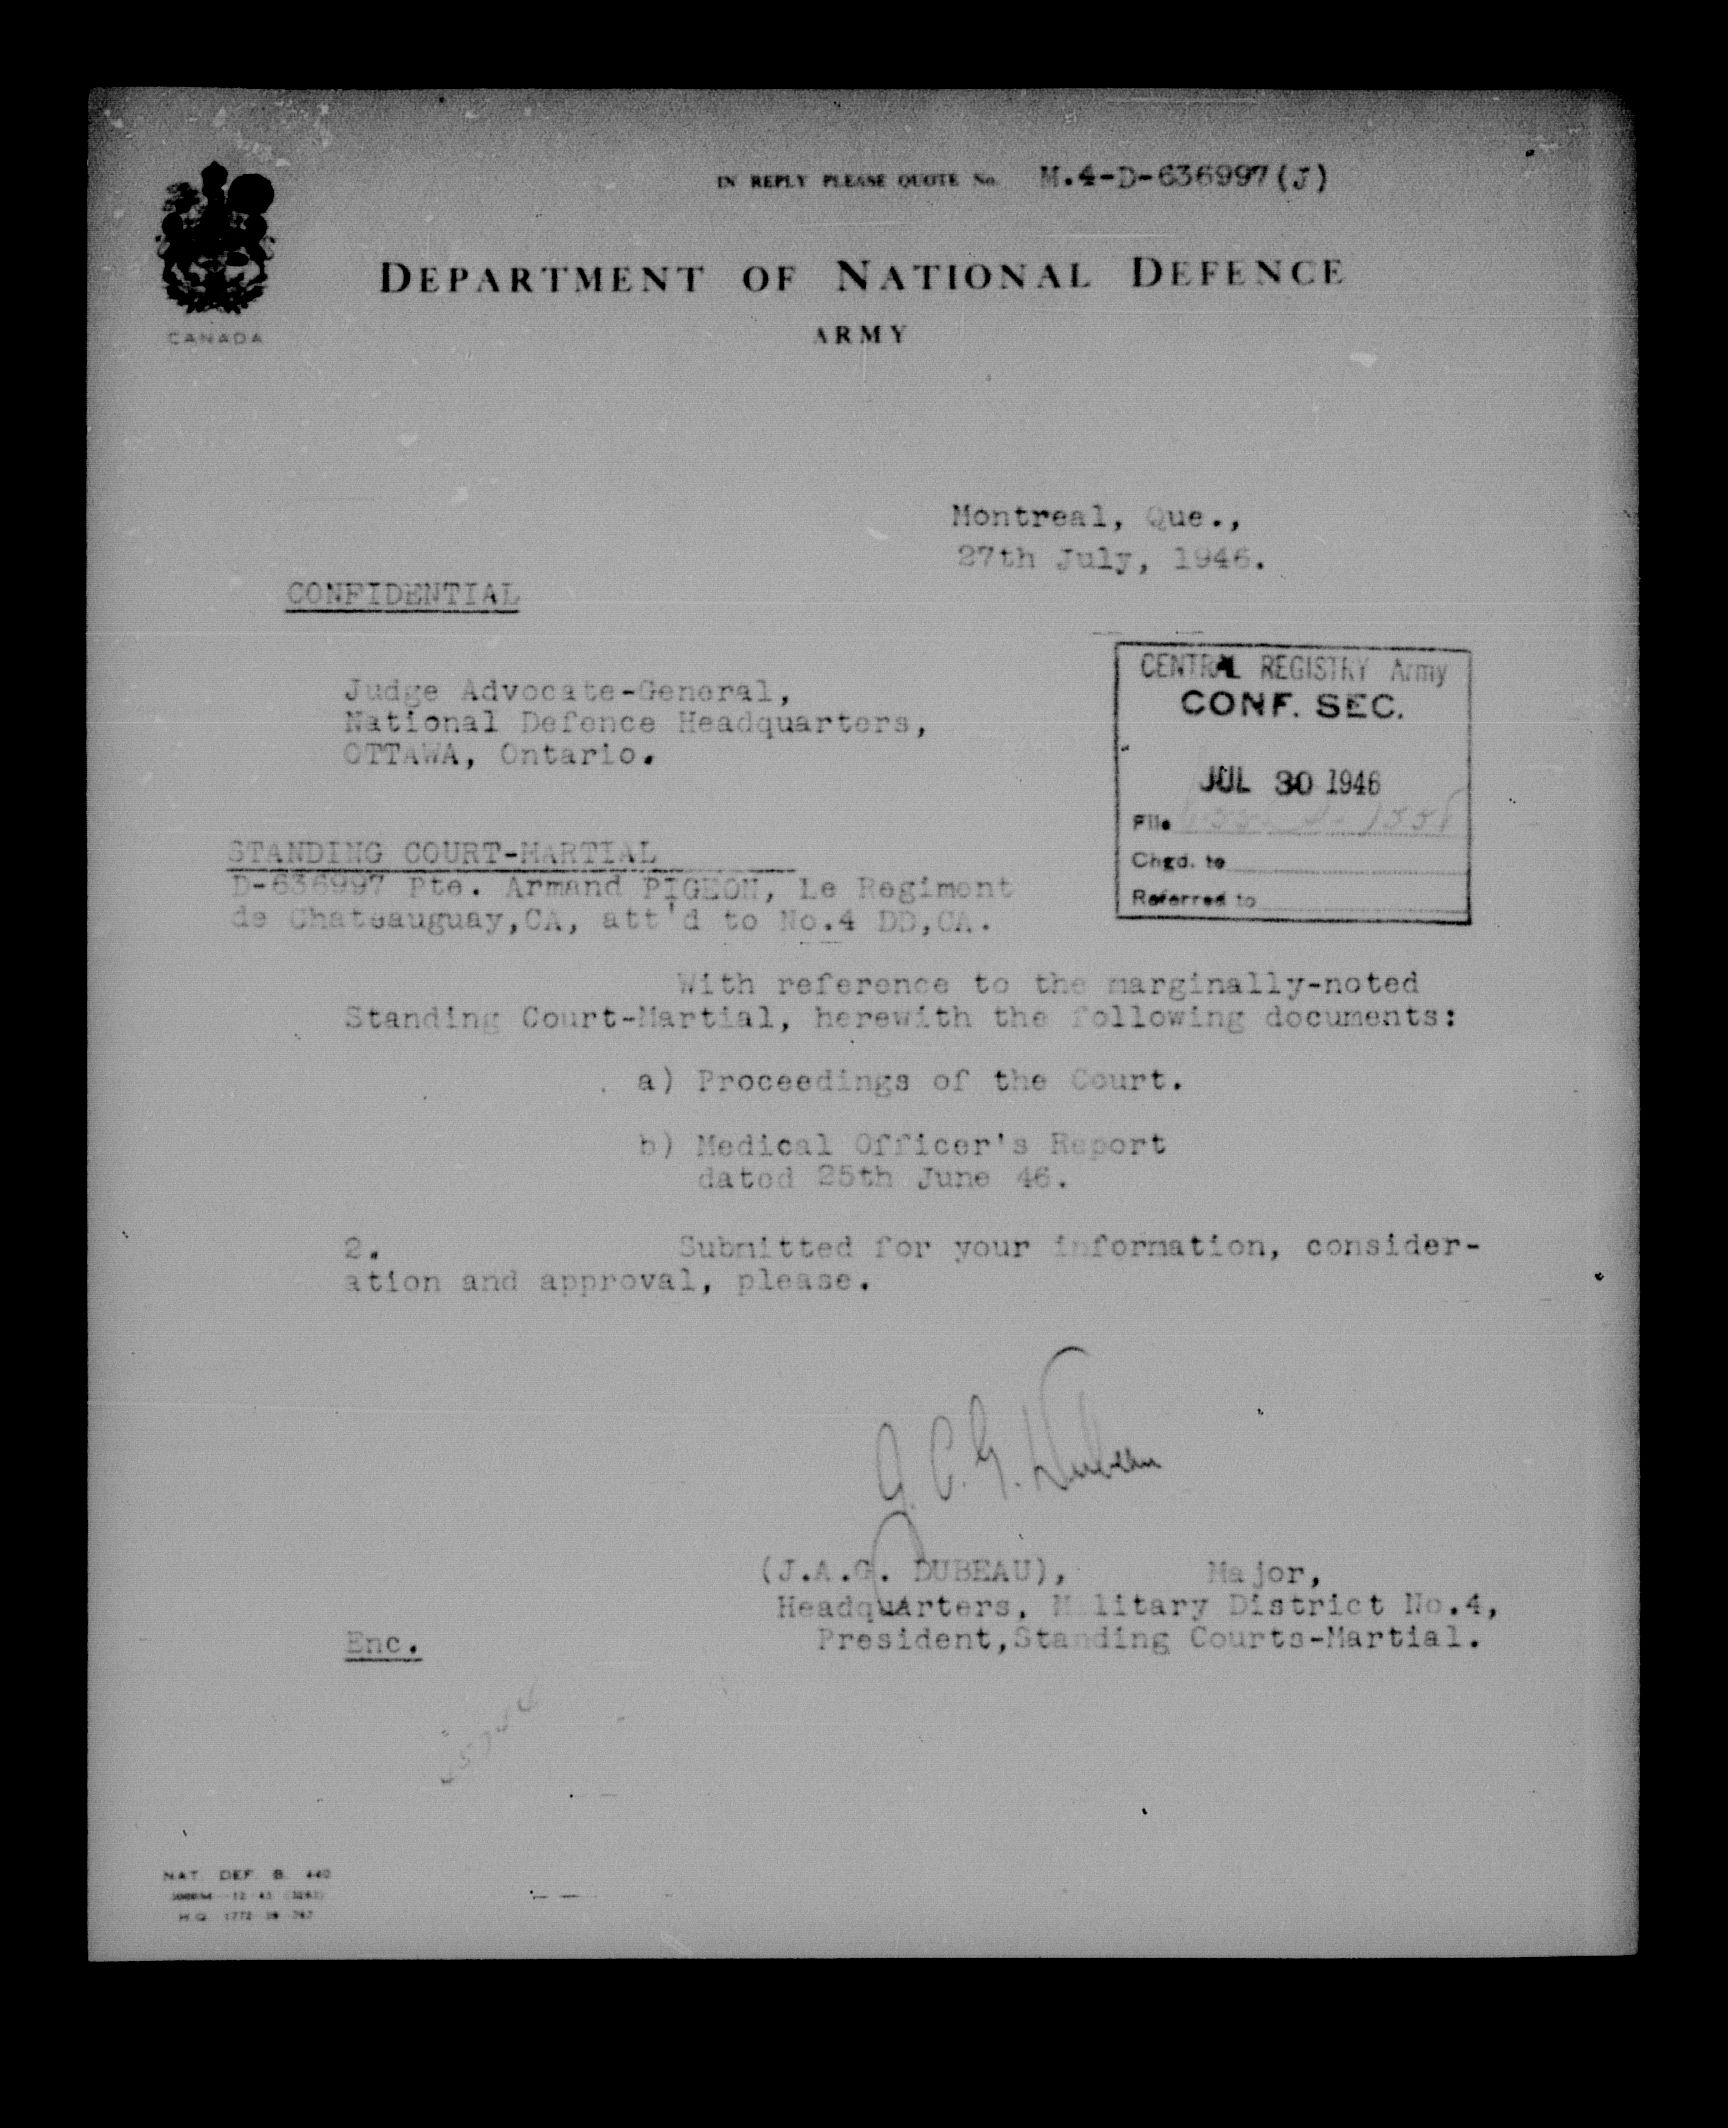 IN REPLY PLEASE QUOTE No. M.4-D-636997(J)
CANADA
DEPARTMENT OF NATIONAL DEFENCE
ARMY
Montreal, Que.,
27th July, 1946.
CONFIDENTIAL
Judge Advocate-General,
National Defence Headquarters,
OTTAWA, Ontario.
CENTRAL REGISTRY Army
CONF. SEC.
JUL 30 1946
File
Chgd. to
Referred to
STANDING COURT-MARTIAL
D-636997 Pte. Armand PIGEON, Le Regiment
de Chateauguay,CA, att'd to No.4 DD,CA.
With reference to the marginally-noted
Standing Court-Martial, herewith the following documents:
a) Proceedings of the Court.
b) Medical Officer's Report
dated 25th June 46.
2. Submitted for your information, consider-
ation and approval, please.
(J.A.G. DUBEAU), Major,
Headquarters, Military District No.4,
President,Standing Courts-Martial.
Enc.
NAT. DEF. B. 440